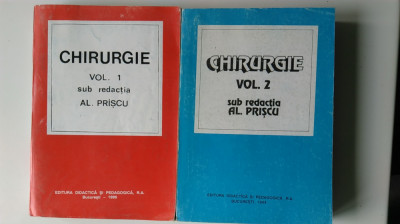 CHIRURGIE
VOL. 1
sub redacția
AL. PRIȘCU
EDITURA DIDACTICĂ ȘI PEDAGOGICĂ, R.A.
București -
CHIRURGIE
VOL. 2
sub redacția
AL. PRIȘCU
EDITURA DIDACTICĂ ȘI PEDAGOGICĂ, R.A.
BUCUREȘTI,